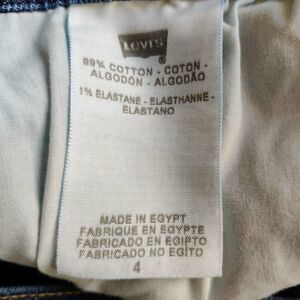 LEVI'S
®
99% COTTON - COTON -
ALGODÓN - ALGODÃO
1% ELASTANE - ELASTHANNE -
ELASTANO
MADE IN EGYPT
FABRIQUE EN EGYPTE
FABRICADO EN EGIPTO
FABRICADO NO EGITO
4